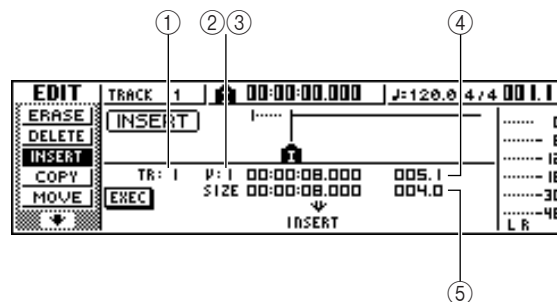 ① ②③ ④
EDIT TRACK 1 00:00:00.000 ♩=120.0 4/4 001.1
ERASE INSERT
DELETE
INSERT
COPY TR: 1 V:1 00:00:08.000 005.1
MOVE EXEC SIZE 00:00:08.000 004.0
INSERT
L R
⑤